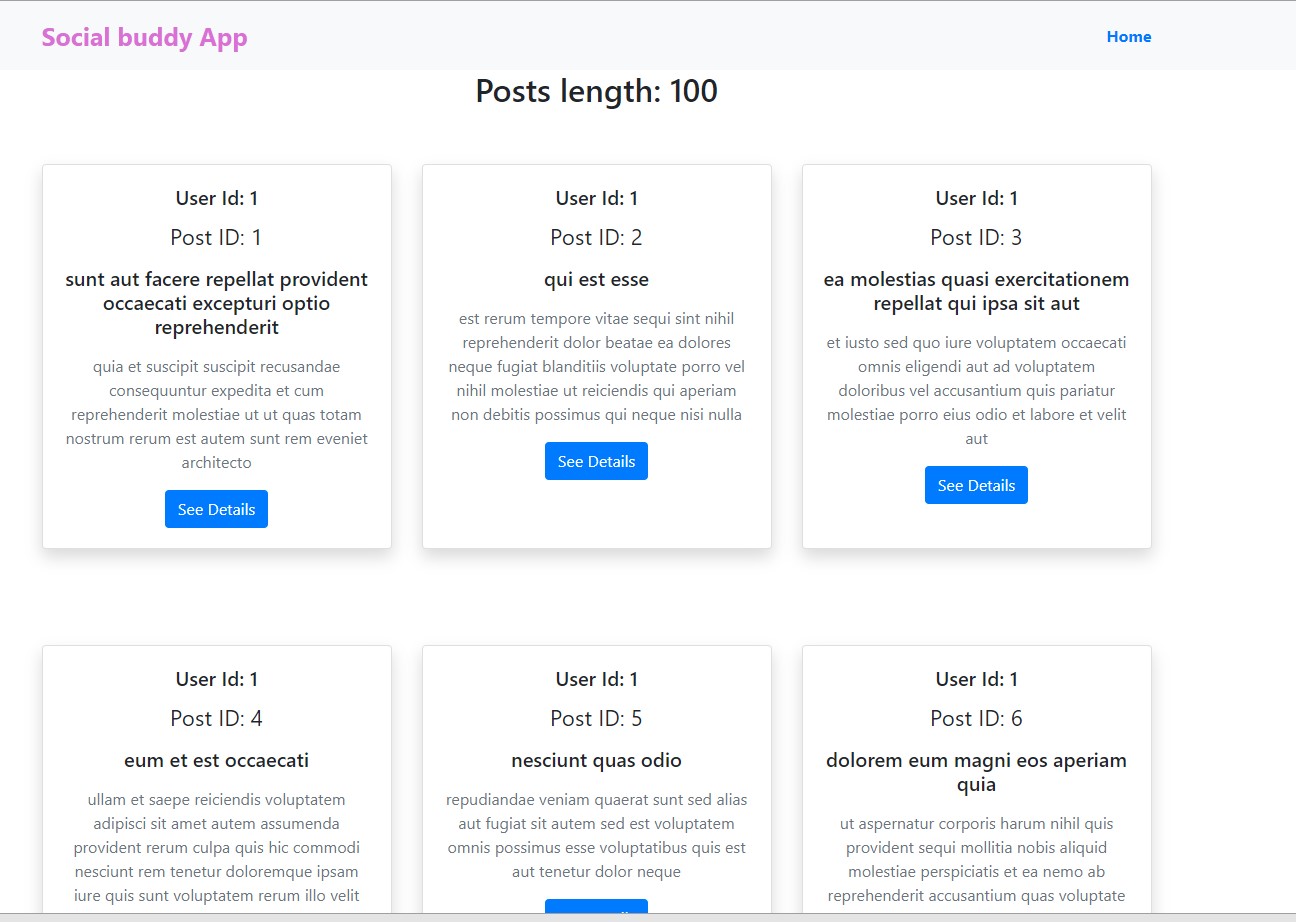 Social buddy App
Home
Posts length: 100
User Id: 1
Post ID: 1
sunt aut facere repellat provident
occaecati excepturi optio
reprehenderit
quia et suscipit suscipit recusandae
consequuntur expedita et cum
reprehenderit molestiae ut ut quas totam
nostrum rerum est autem sunt rem eveniet
architecto
See Details
User Id: 1
Post ID: 2
qui est esse
est rerum tempore vitae sequi sint nihil
reprehenderit dolor beatae ea dolores
neque fugiat blanditiis voluptate porro vel
nihil molestiae ut reiciendis qui aperiam
non debitis possimus qui neque nisi nulla
See Details
User Id: 1
Post ID: 3
ea molestias quasi exercitationem
repellat qui ipsa sit aut
et iusto sed quo iure voluptatem occaecati
omnis eligendi aut ad voluptatem
doloribus vel accusantium quis pariatur
molestiae porro eius odio et labore et velit
aut
See Details
User Id: 1
Post ID: 4
eum et est occaecati
ullam et saepe reiciendis voluptatem
adipisci sit amet autem assumenda
provident rerum culpa quis hic commodi
nesciunt rem tenetur doloremque ipsam
iure quis sunt voluptatem rerum illo velit
User Id: 1
Post ID: 5
nesciunt quas odio
repudiandae veniam quaerat sunt sed alias
aut fugiat sit autem sed est voluptatem
omnis possimus esse voluptatibus quis est
aut tenetur dolor neque
User Id: 1
Post ID: 6
dolorem eum magni eos aperiam
quia
ut aspernatur corporis harum nihil quis
provident sequi mollitia nobis aliquid
molestiae perspiciatis et ea nemo ab
reprehenderit accusantium quas voluptate